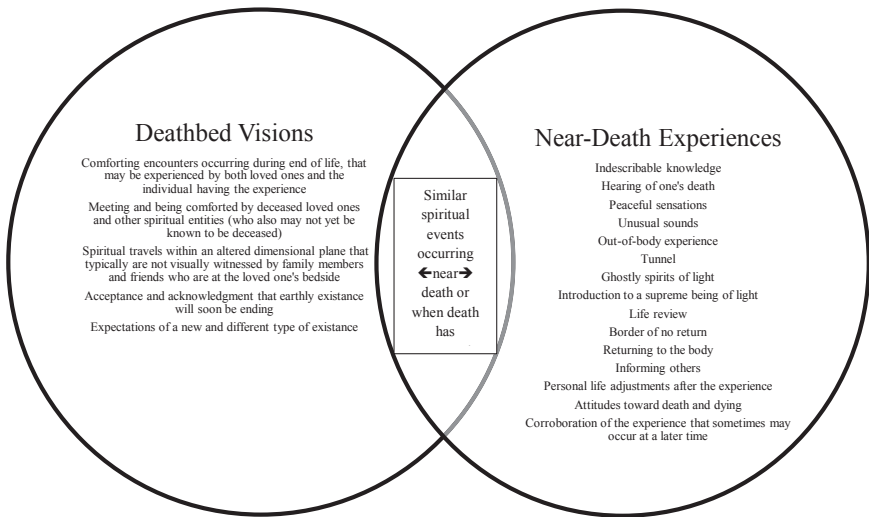 Deathbed Visions
Comforting encounters occurring during end of life, that
may be experienced by both loved ones and the
individual having the experience
Meeting and being comforted by deceased loved ones
and other spiritual entities (who also may not yet be
known to be deceased)
Spiritual travels within an altered dimensional plane that
typically are not visually witnessed by family members
and friends who are at the loved one's bedside
Acceptance and acknowledgment that earthly existance
will soon be ending
Expectations of a new and different type of existance
Similar
spiritual
events
occurring
←near→
death or
when death
has
Near-Death Experiences
Indescribable knowledge
Hearing of one's death
Peaceful sensations
Unusual sounds
Out-of-body experience
Tunnel
Ghostly spirits of light
Introduction to a supreme being of light
Life review
Border of no return
Returning to the body
Informing others
Personal life adjustments after the experience
Attitudes toward death and dying
Corroboration of the experience that sometimes may
occur at a later time